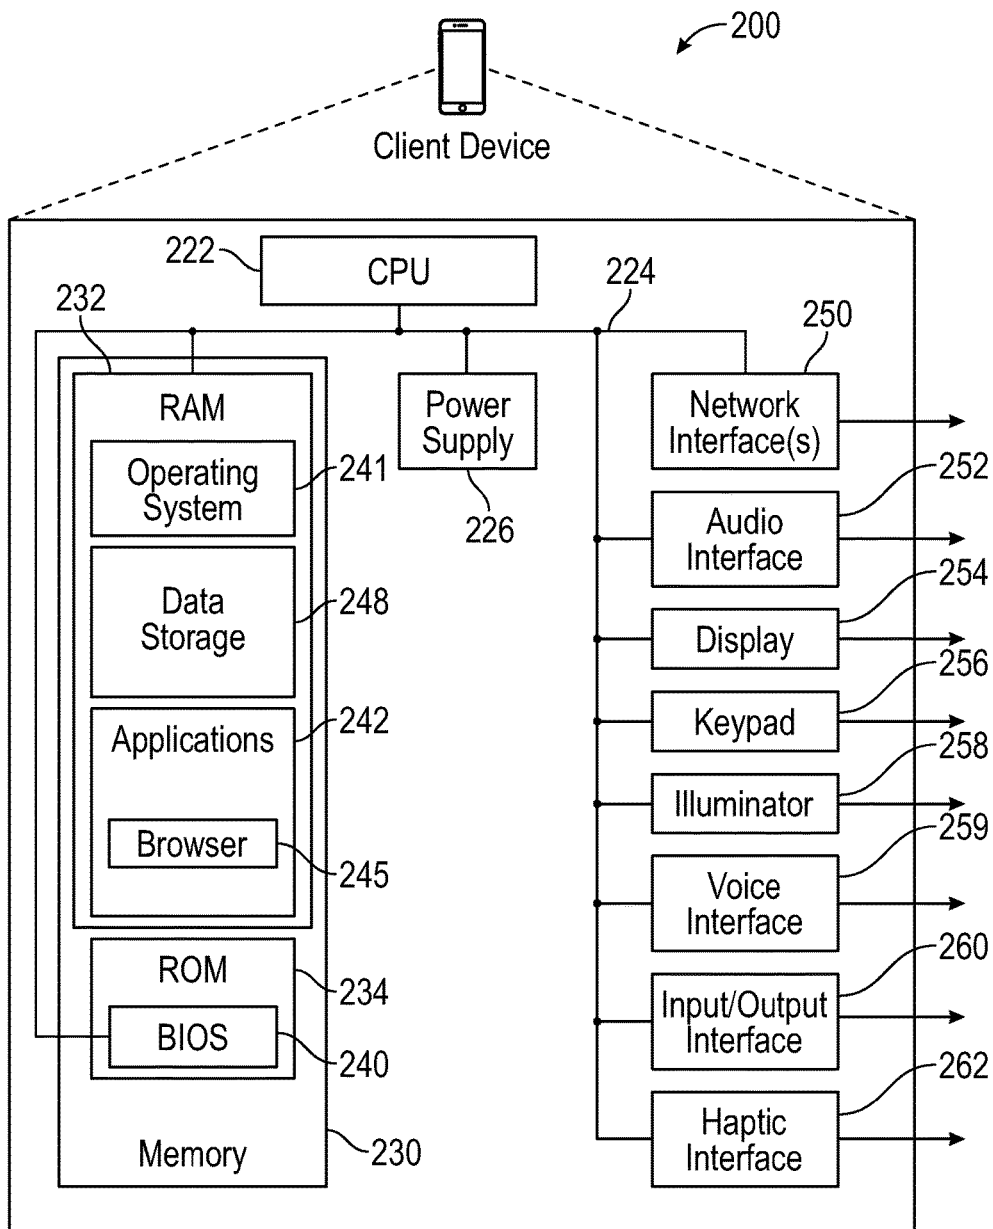 200
Client Device
222
CPU
224
232
250
RAM
Power
Supply
Network
Interface(s)
Operating
System
241
226
252
Audio
Interface
Data
Storage
248
254
Display
256
Applications
242
Keypad
258
Illuminator
Browser
245
259
Voice
Interface
ROM
234
260
BIOS
240
Input/Output
Interface
262
Memory
230
Haptic
Interface